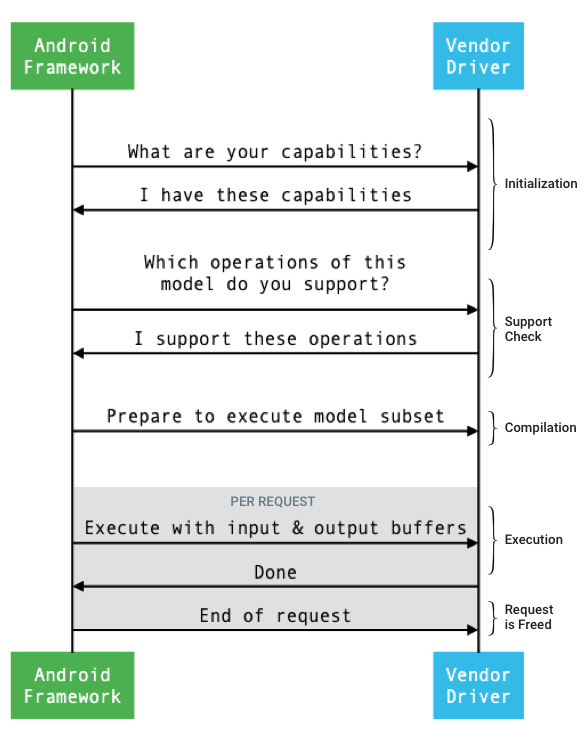 Android
Framework
Vendor
Driver
What are your capabilities?
Initialization
I have these capabilities
Which operations of this
model do you support?
Support
Check
I support these operations
Prepare to execute model subset
Compilation
PER REQUEST
Execute with input & output buffers
Execution
Done
End of request
Request
is Freed
Android
Framework
Vendor
Driver